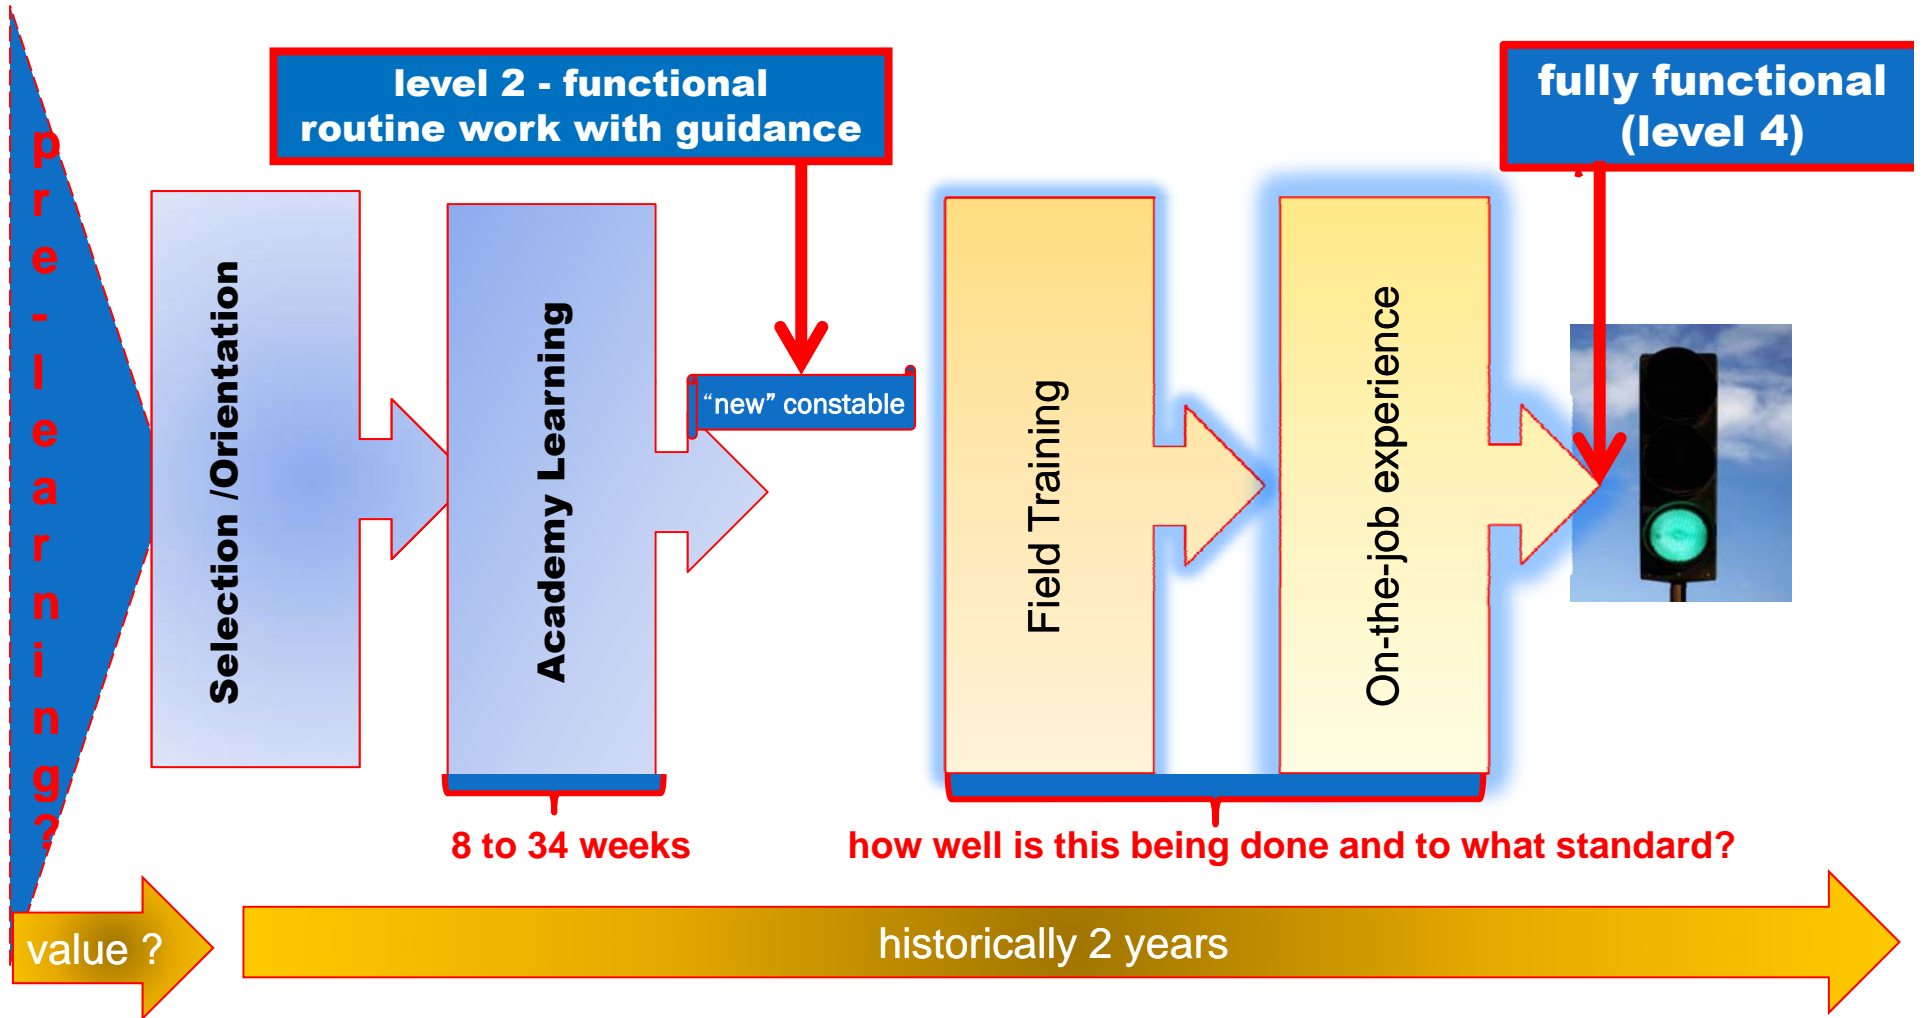 level 2 - functional
routine work with guidance
fully functional
(level 4)
pre-learning?
Selection /Orientation
Academy Learning
“new” constable
Field Training
On-the-job experience
8 to 34 weeks
how well is this being done and to what standard?
value ?
historically 2 years